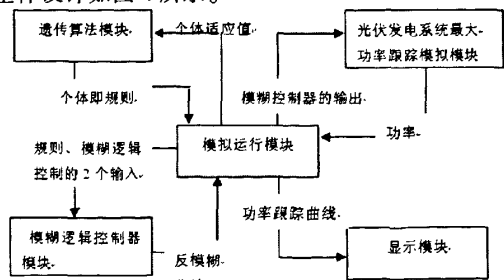 遗传算法模块
个体适应值
光伏发电系统最大
功率跟踪模拟模块
个体即规则
模糊控制器的输出
功率
规则、模糊逻辑
控制的2个输入
模拟运行模块
功率跟踪曲线
模糊逻辑控制器
模块
反模糊
显示模块